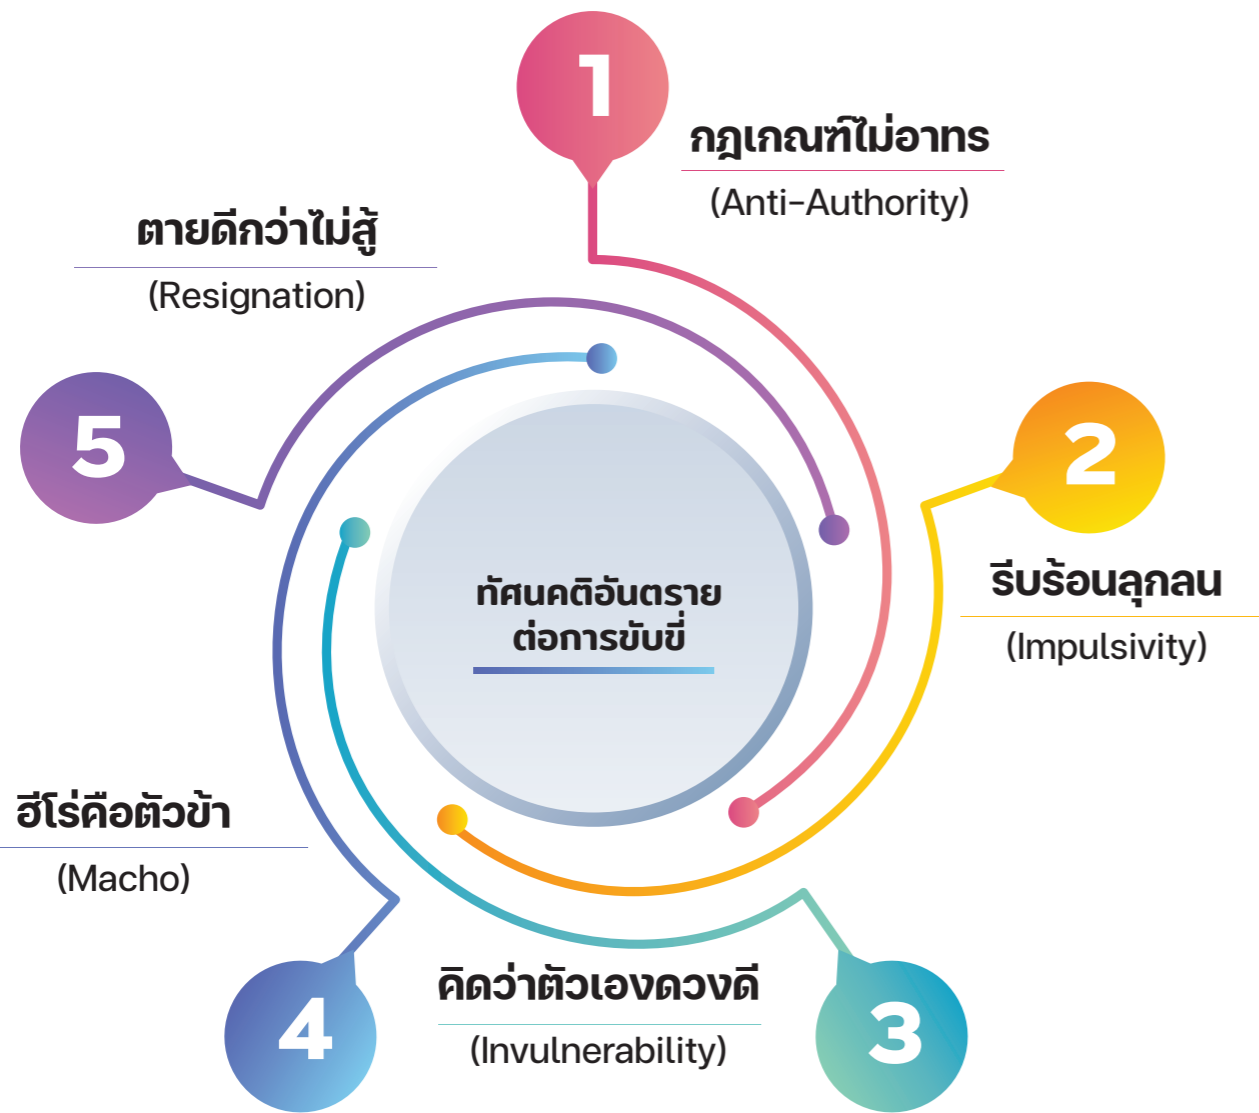 1
กฎเกณฑ์ไม่อาทร
(Anti-Authority)
2
รีบร้อนลุกลน
(Impulsivity)
3
คิดว่าตัวเองดวงดี
(Invulnerability)
4
ฮีโร่คือตัวข้า
(Macho)
5
ตายดีกว่าไม่สู้
(Resignation)
ทัศนคติอันตราย
ต่อการขับขี่